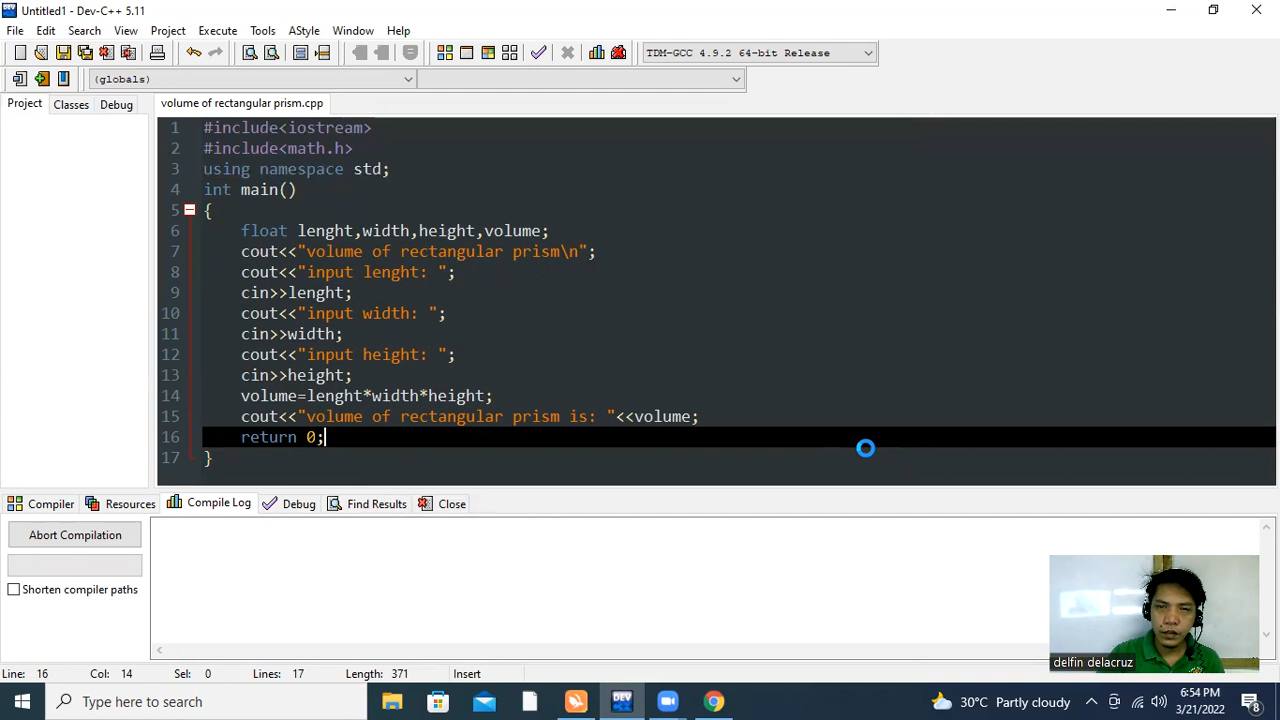 Untitled1 - Dev-C++ 5.11
File Edit Search View Project Execute Tools AStyle Window Help
TDM-GCC 4.9.2 64-bit Release
(globals)
Project Classes Debug
volume of rectangular prism.cpp
1 #include<iostream>
2 #include<math.h>
3 using namespace std;
4 int main()
5 {
6 float lenght,width,height,volume;
7 cout<<"volume of rectangular prism\n";
8 cout<<"input lenght: ";
9 cin>>lenght;
10 cout<<"input width: ";
11 cin>>width;
12 cout<<"input height: ";
13 cin>>height;
14 volume=lenght*width*height;
15 cout<<"volume of rectangular prism is: "<<volume;
16 return 0;
17 }
Compiler Resources Compile Log Debug Find Results Close
Abort Compilation
Shorten compiler paths
delfin delacruz
Line: 16 Col: 14 Sel: 0 Lines: 17 Length: 371 Insert
Type here to search
DEV
30°C Partly cloudy
6:54 PM
3/21/2022
8